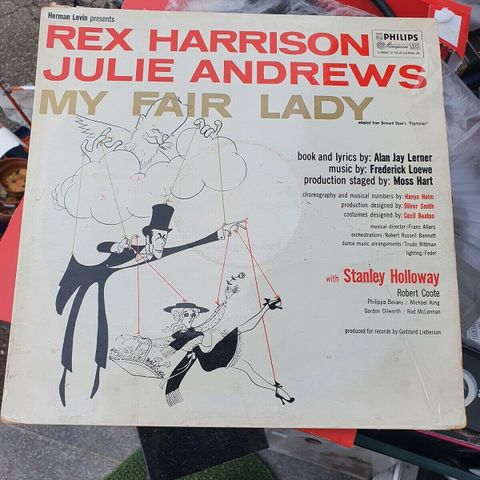 Herman Levin presents
REX HARRISON
JULIE ANDREWS
MY FAIR LADY
PHILIPS
adapted from Bernard Shaw's "Pygmalion"
book and lyrics by: Alan Jay Lerner
music by: Frederick Loewe
production staged by: Moss Hart
choreography and musical numbers by: Hanya Holm
production designed by: Oliver Smith
costumes designed by: Cecil Beaton
musical director/Franz Allers
orchestrations/Robert Russell Bennett
dance music arrangements/Trude Rittman
lighting/Feder
with Stanley Holloway
Robert Coote
Philippa Bevans / Michael King
Gordon Dilworth / Rod McLennan
produced for records by Goddard Lieberson